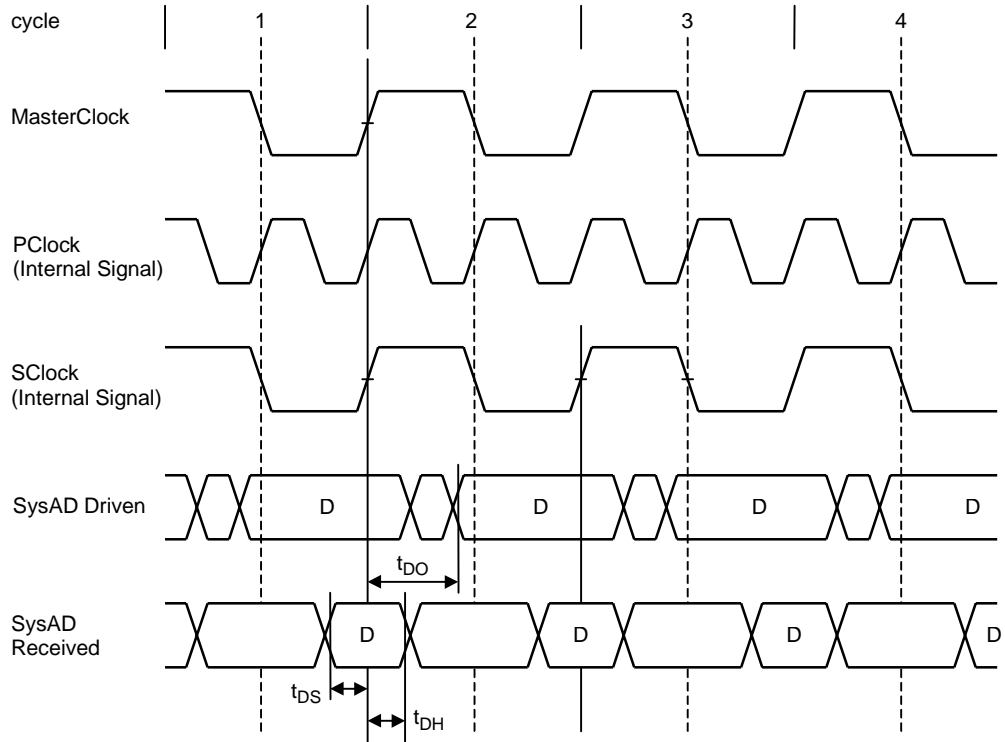 cycle 1 2 3 4
MasterClock
PClock
(Internal Signal)
SClock
(Internal Signal)
SysAD Driven D D D D
tDO
SysAD
Received D D D D
tDS
tDH